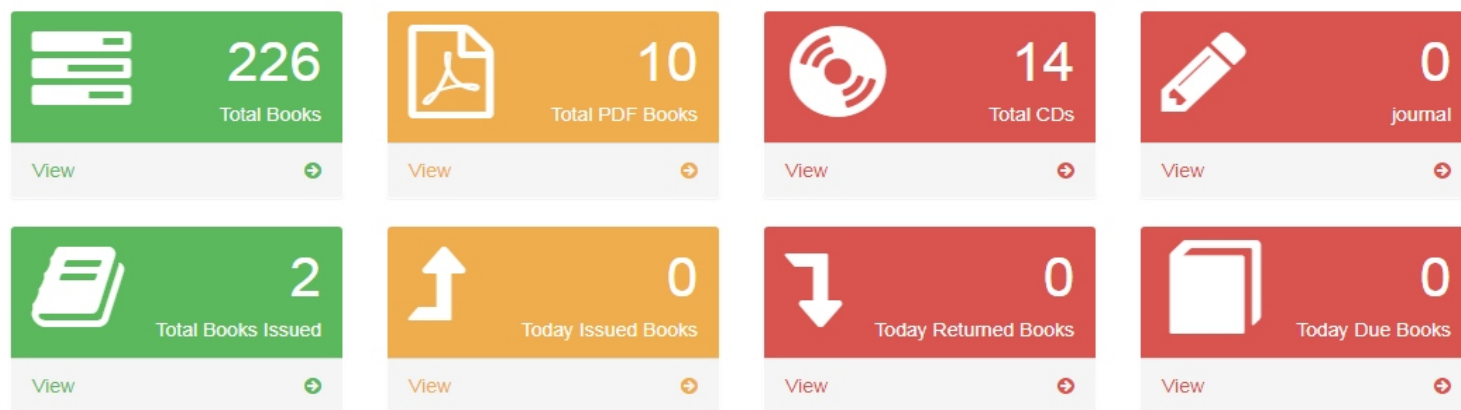 226
Total Books
View
10
Total PDF Books
View
14
Total CDs
View
0
journal
View
2
Total Books Issued
View
0
Today Issued Books
View
0
Today Returned Books
View
0
Today Due Books
View